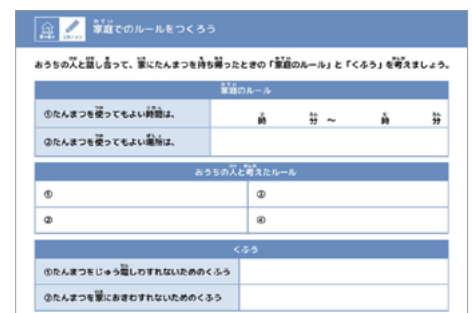 家庭でのルールをつくろう
おうちの人と話し合って、家にたんまつを持ち帰ったときの「家庭のルール」と「くふう」を考えましょう。
家庭のルール
①たんまつを使ってもよい時間は、 時 分 ～ 時 分
②たんまつを使ってもよい場所は、
おうちの人と考えたルール
① ③
② ④
くふう
①たんまつをじゅう電しわすれないためのくふう
②たんまつを家におきわすれないためのくふう